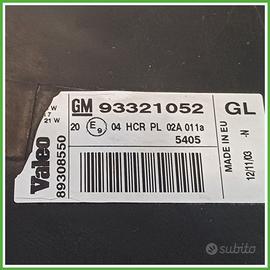 GM 93321052 GL
W
7
21 W
20 E9 04 HCR PL 02A 011a
5405
Valeo
89308550
MADE IN EU
12/11/03 -N
subito